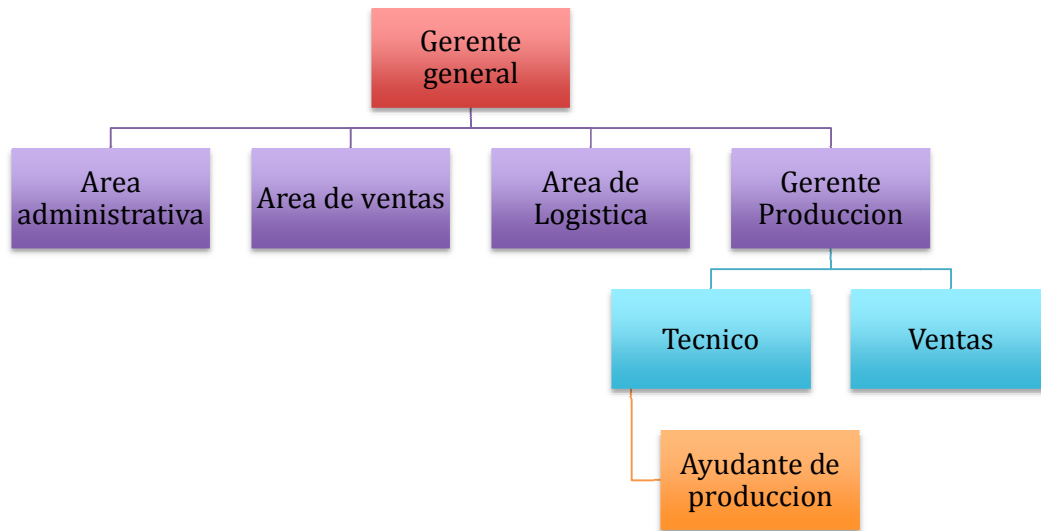 Gerente
general
Area
administrativa
Area de ventas
Area de
Logistica
Gerente
Produccion
Tecnico
Ventas
Ayudante de
produccion